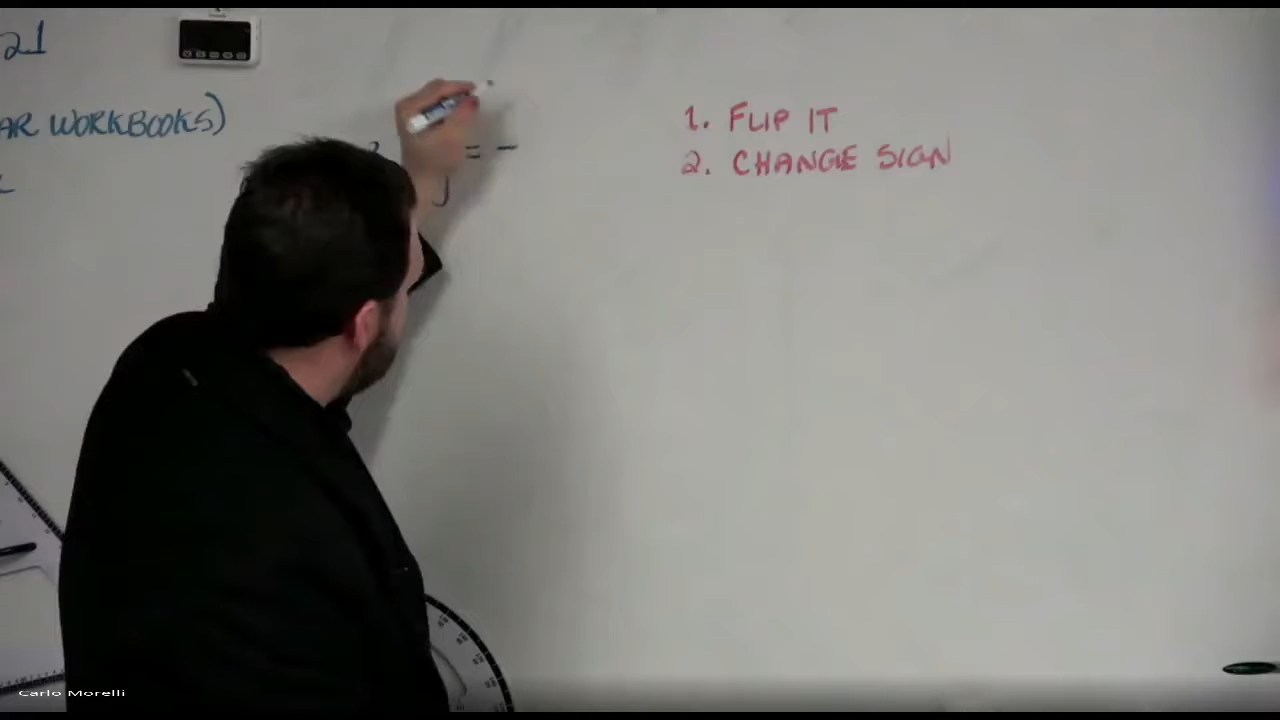 21
AR WORKBOOKS)
= -
1. FLIP IT
2. CHANGE SIGN
Carlo Morelli